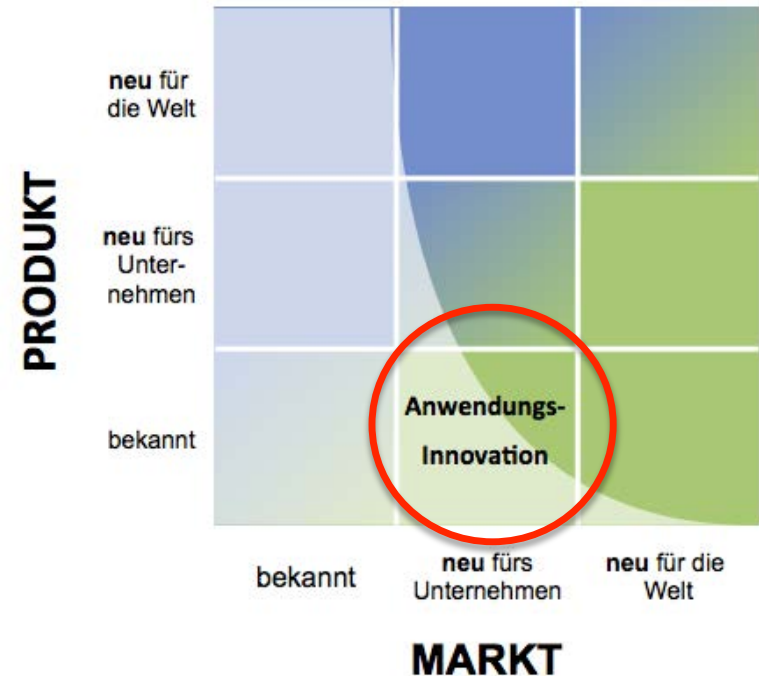 PRODUKT
neu für
die Welt
neu fürs
Unter-
nehmen
bekannt
Anwendungs-
Innovation
bekannt
neu fürs
Unternehmen
neu für die
Welt
MARKT